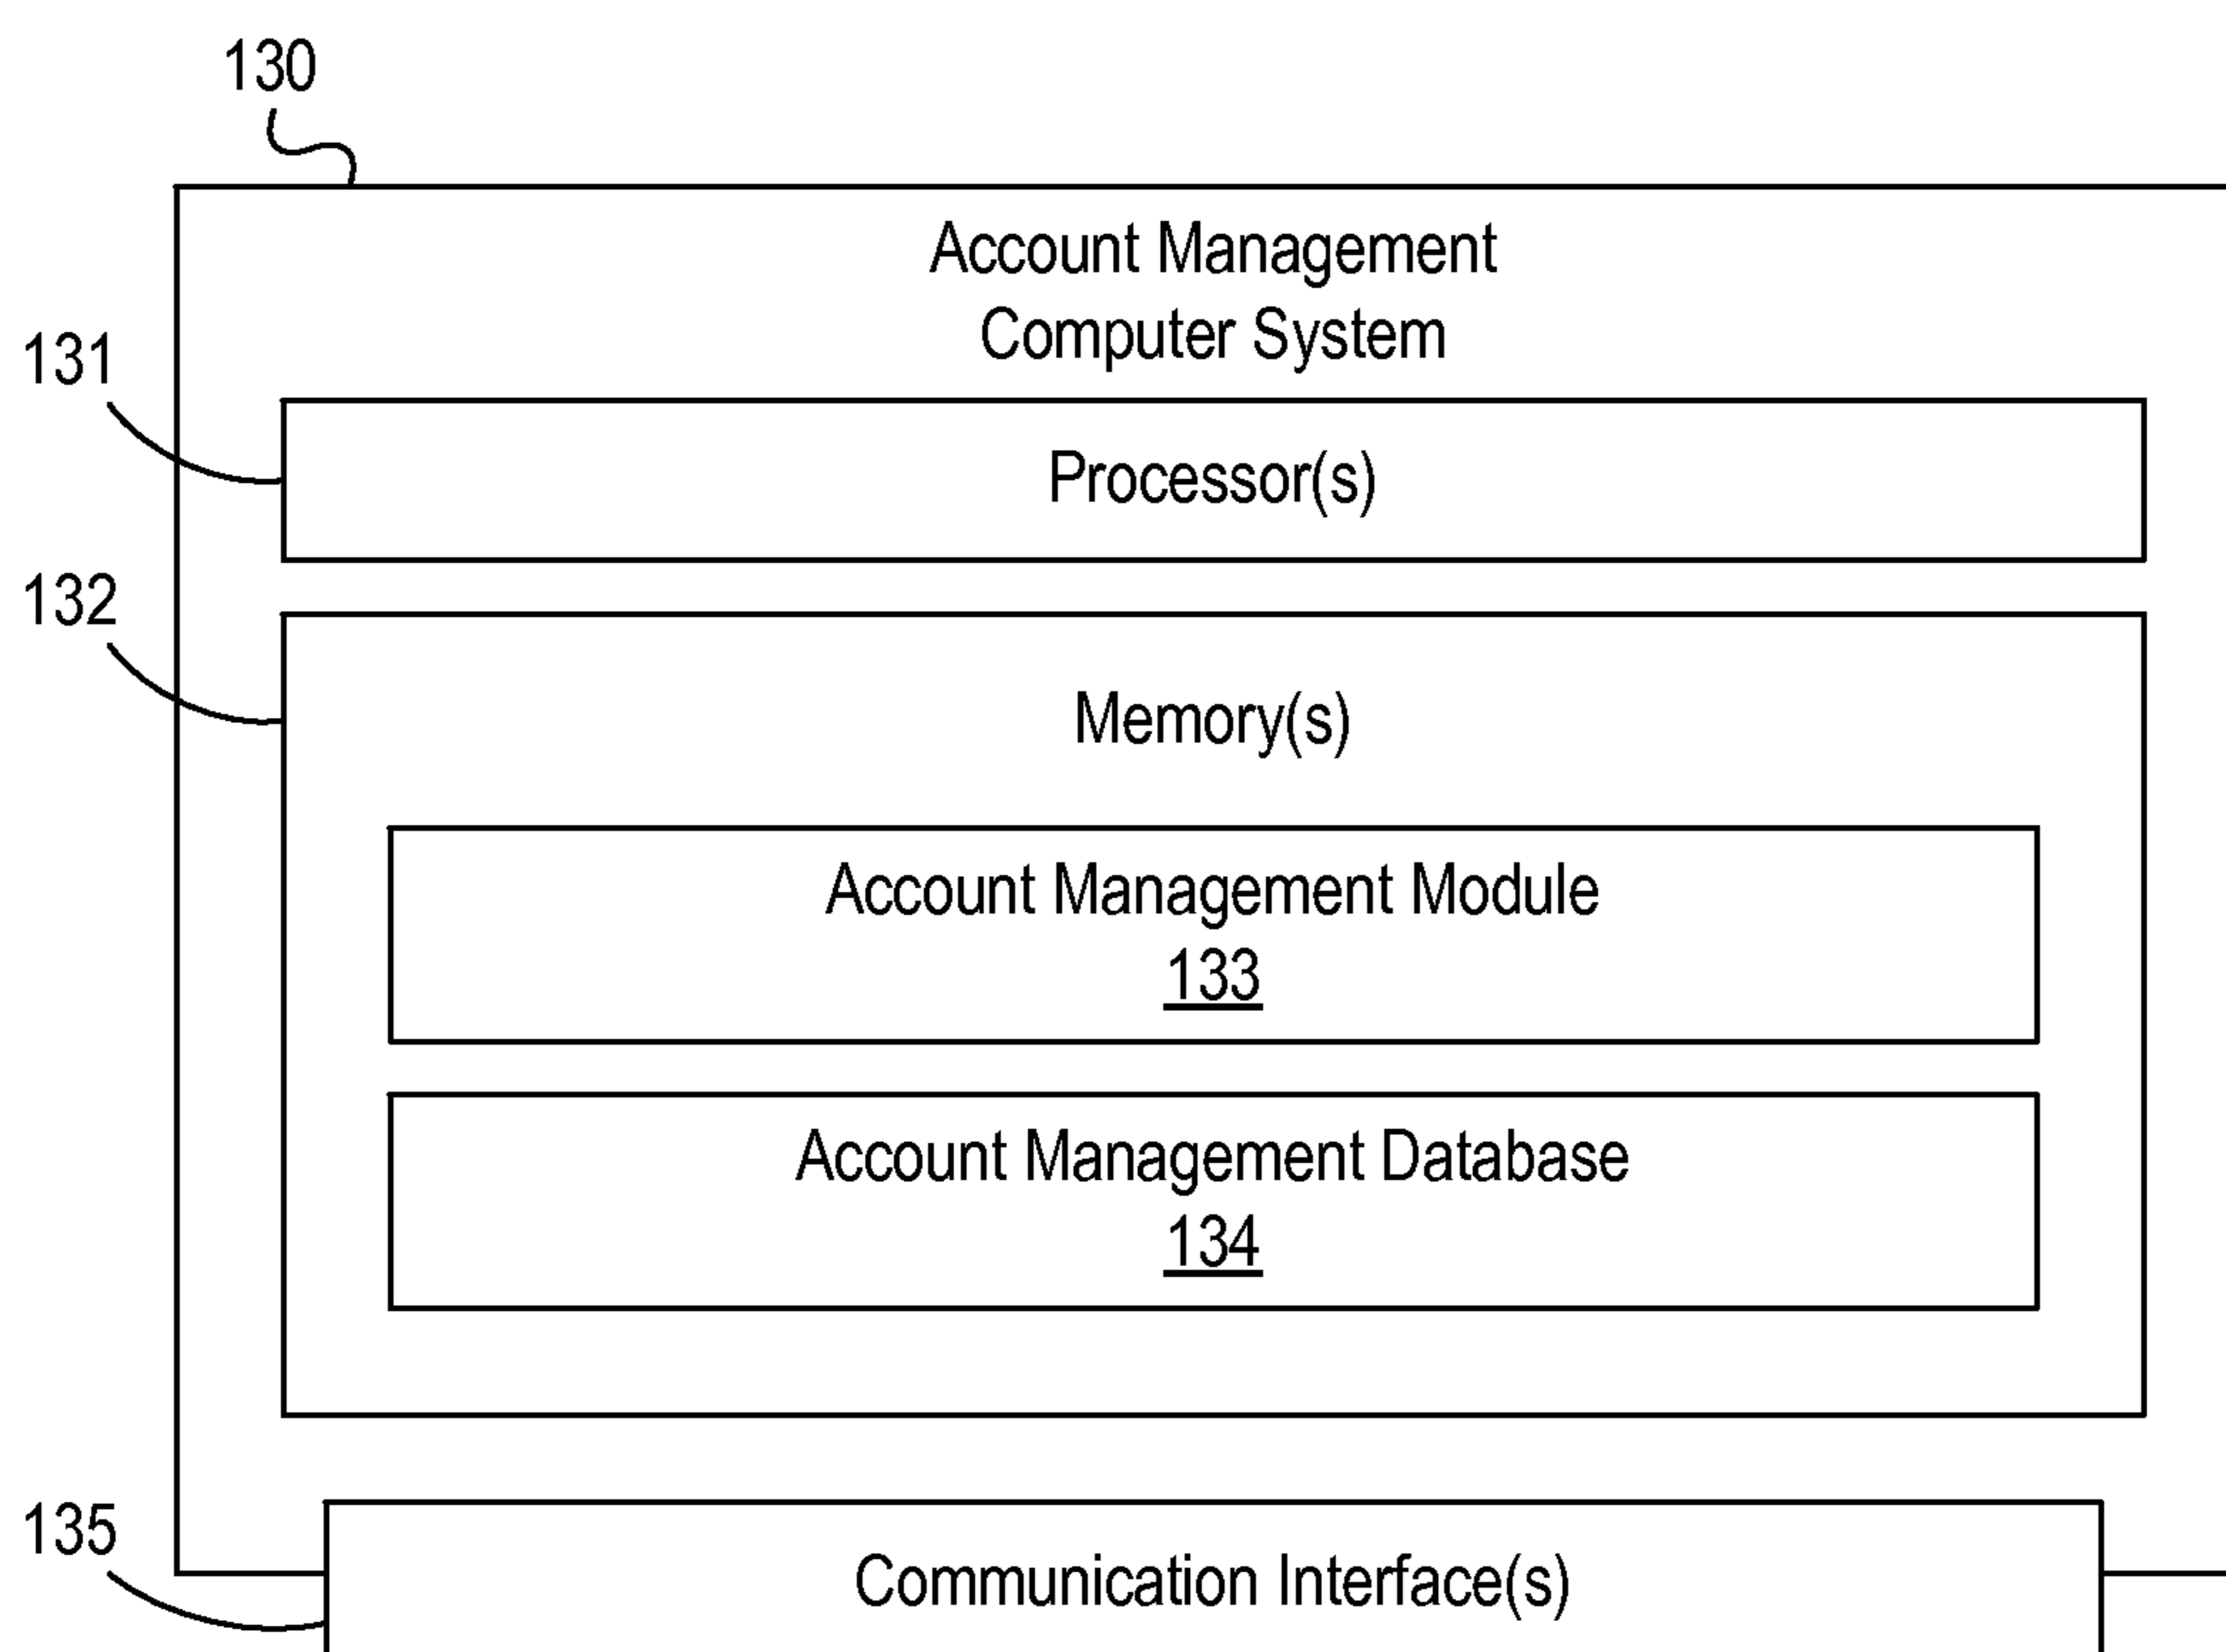 130
Account Management
Computer System
131
Processor(s)
132
Memory(s)
Account Management Module
133
Account Management Database
134
135
Communication Interface(s)